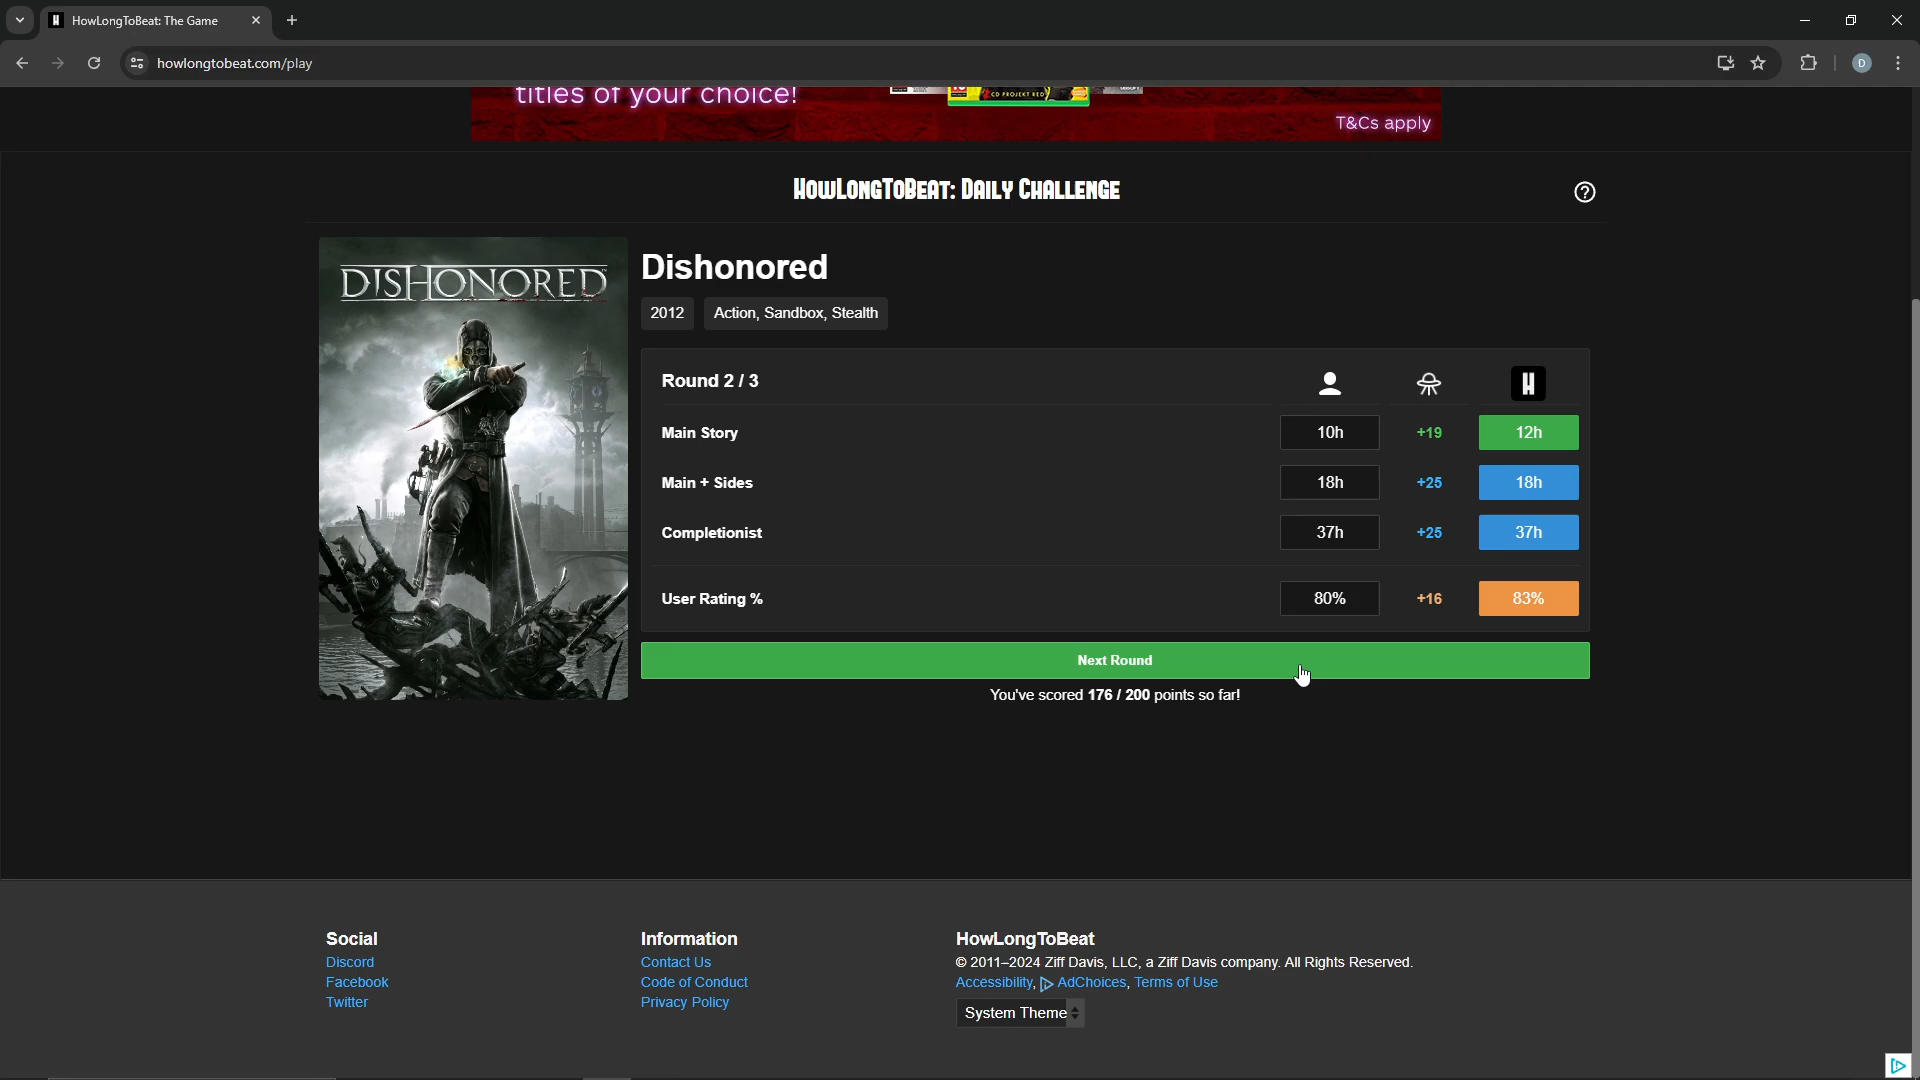 HowLongToBeat: The Game
howlongtobeat.com/play
D
titles of your choice!
CD PROJEKT RED
T&Cs apply
HowLongToBeat: Daily Challenge
DISHONORED
Dishonored
2012 Action, Sandbox, Stealth
Round 2 / 3
Main Story 10h +19 12h
Main + Sides 18h +25 18h
Completionist 37h +25 37h
User Rating % 80% +16 83%
Next Round
You've scored 176 / 200 points so far!
Social Information HowLongToBeat
Discord Contact Us © 2011–2024 Ziff Davis, LLC, a Ziff Davis company. All Rights Reserved.
Facebook Code of Conduct Accessibility, AdChoices, Terms of Use
Twitter Privacy Policy
System Theme